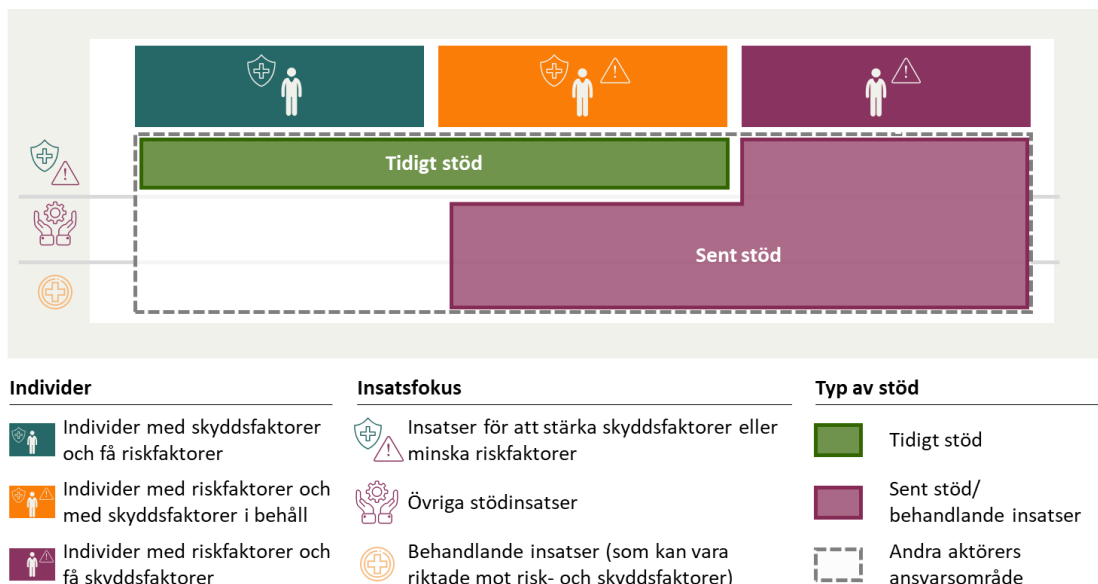 Tidigt stöd
Sent stöd
Individer
Individer med skyddsfaktorer
och få riskfaktorer
Individer med riskfaktorer och
med skyddsfaktorer i behåll
Individer med riskfaktorer och
få skyddsfaktorer
Insatsfokus
Insatser för att stärka skyddsfaktorer eller
minska riskfaktorer
Övriga stödinsatser
Behandlande insatser (som kan vara
riktade mot risk- och skyddsfaktorer)
Typ av stöd
Tidigt stöd
Sent stöd/
behandlande insatser
Andra aktörers
ansvarsområde